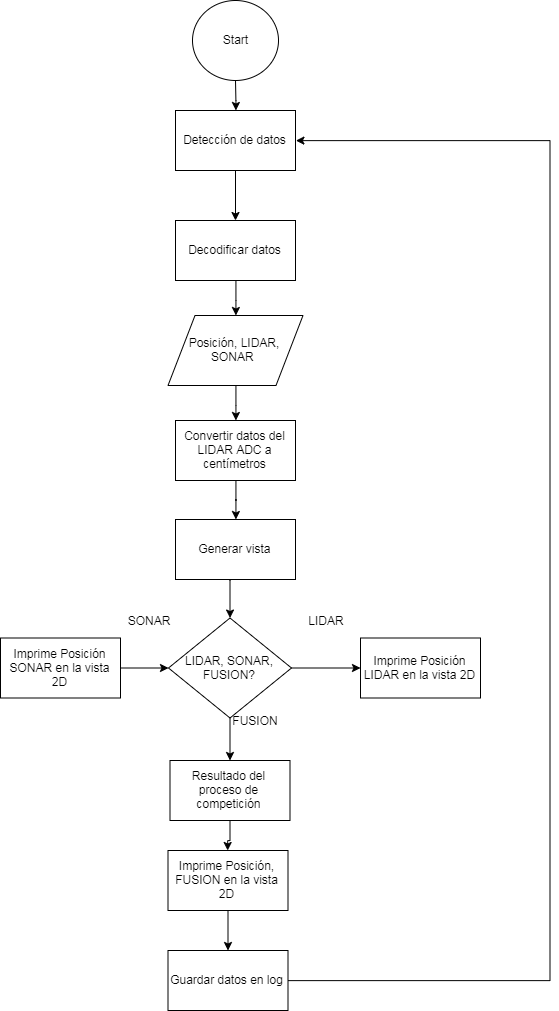 Start
Detección de datos
Decodificar datos
Posición, LIDAR,
SONAR
Convertir datos del
LIDAR ADC a
centímetros
Generar vista
SONAR
LIDAR
Imprime Posición
SONAR en la vista
2D
LIDAR, SONAR,
FUSION?
Imprime Posición
LIDAR en la vista 2D
FUSION
Resultado del
proceso de
competición
Imprime Posición,
FUSION en la vista
2D
Guardar datos en log